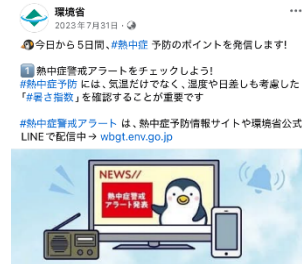 環境省
2023年7月31日
🐧今日から5日間、#熱中症 予防のポイントを発信します!
1️⃣熱中症警戒アラートをチェックしよう!
#熱中症予防 には、気温だけでなく、湿度や日差しも考慮した
「#暑さ指数」を確認することが重要です
#熱中症警戒アラート は、熱中症予防情報サイトや環境省公式
LINEで配信中→ wbgt.env.go.jp
NEWS//
熱中症警戒
アラート発表